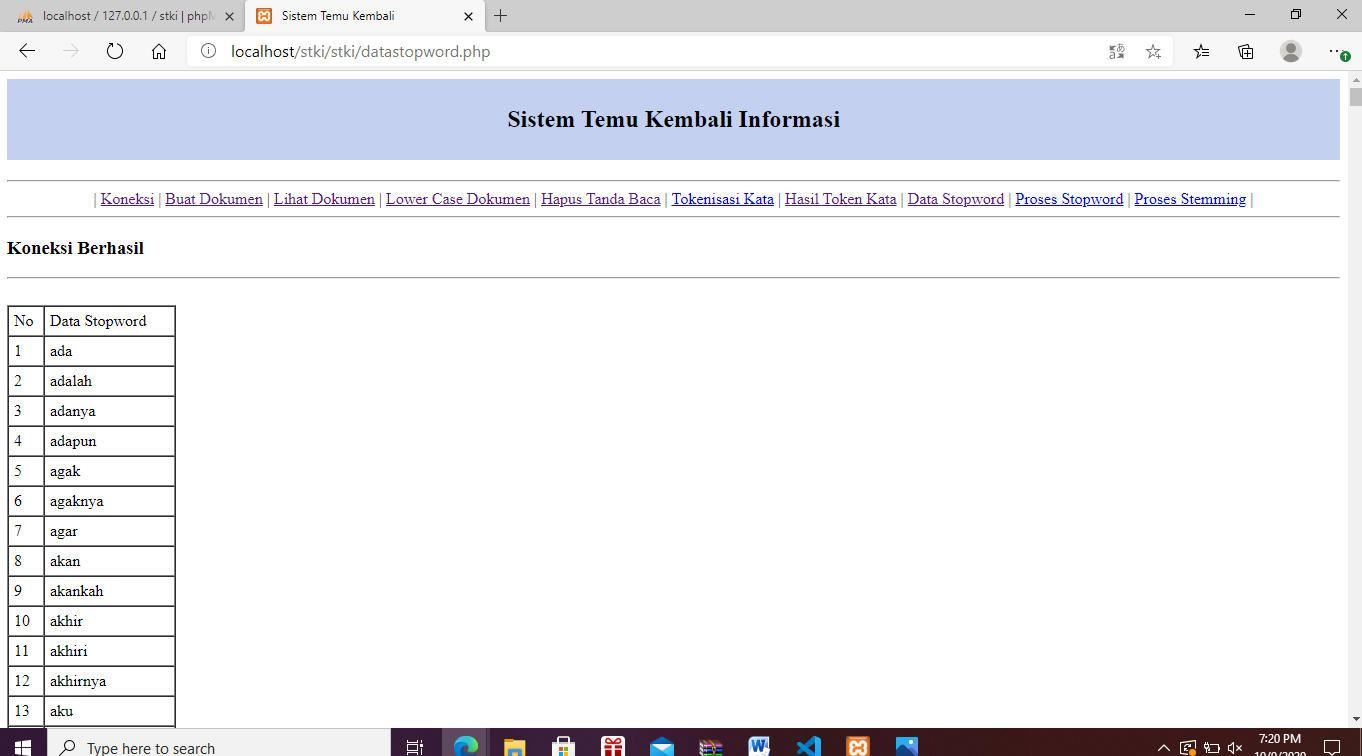 localhost / 127.0.0.1 / stki | phpM
Sistem Temu Kembali
localhost/stki/stki/datastopword.php
Sistem Temu Kembali Informasi
| Koneksi | Buat Dokumen | Lihat Dokumen | Lower Case Dokumen | Hapus Tanda Baca | Tokenisasi Kata | Hasil Token Kata | Data Stopword | Proses Stopword | Proses Stemming |
Koneksi Berhasil
No Data Stopword
1 ada
2 adalah
3 adanya
4 adapun
5 agak
6 agaknya
7 agar
8 akan
9 akankah
10 akhir
11 akhiri
12 akhirnya
13 aku
Type here to search
7:20 PM